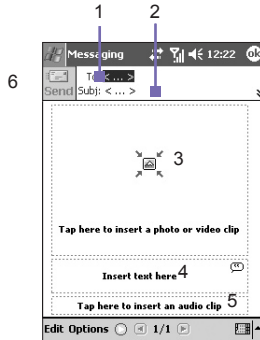 1 2
Messaging 12:22 ok
6
To: < ... >
Send Subj: < ... >
3
Tap here to insert a photo or video clip
Insert text here 4
Tap here to insert an audio clip 5
Edit Options 1/1